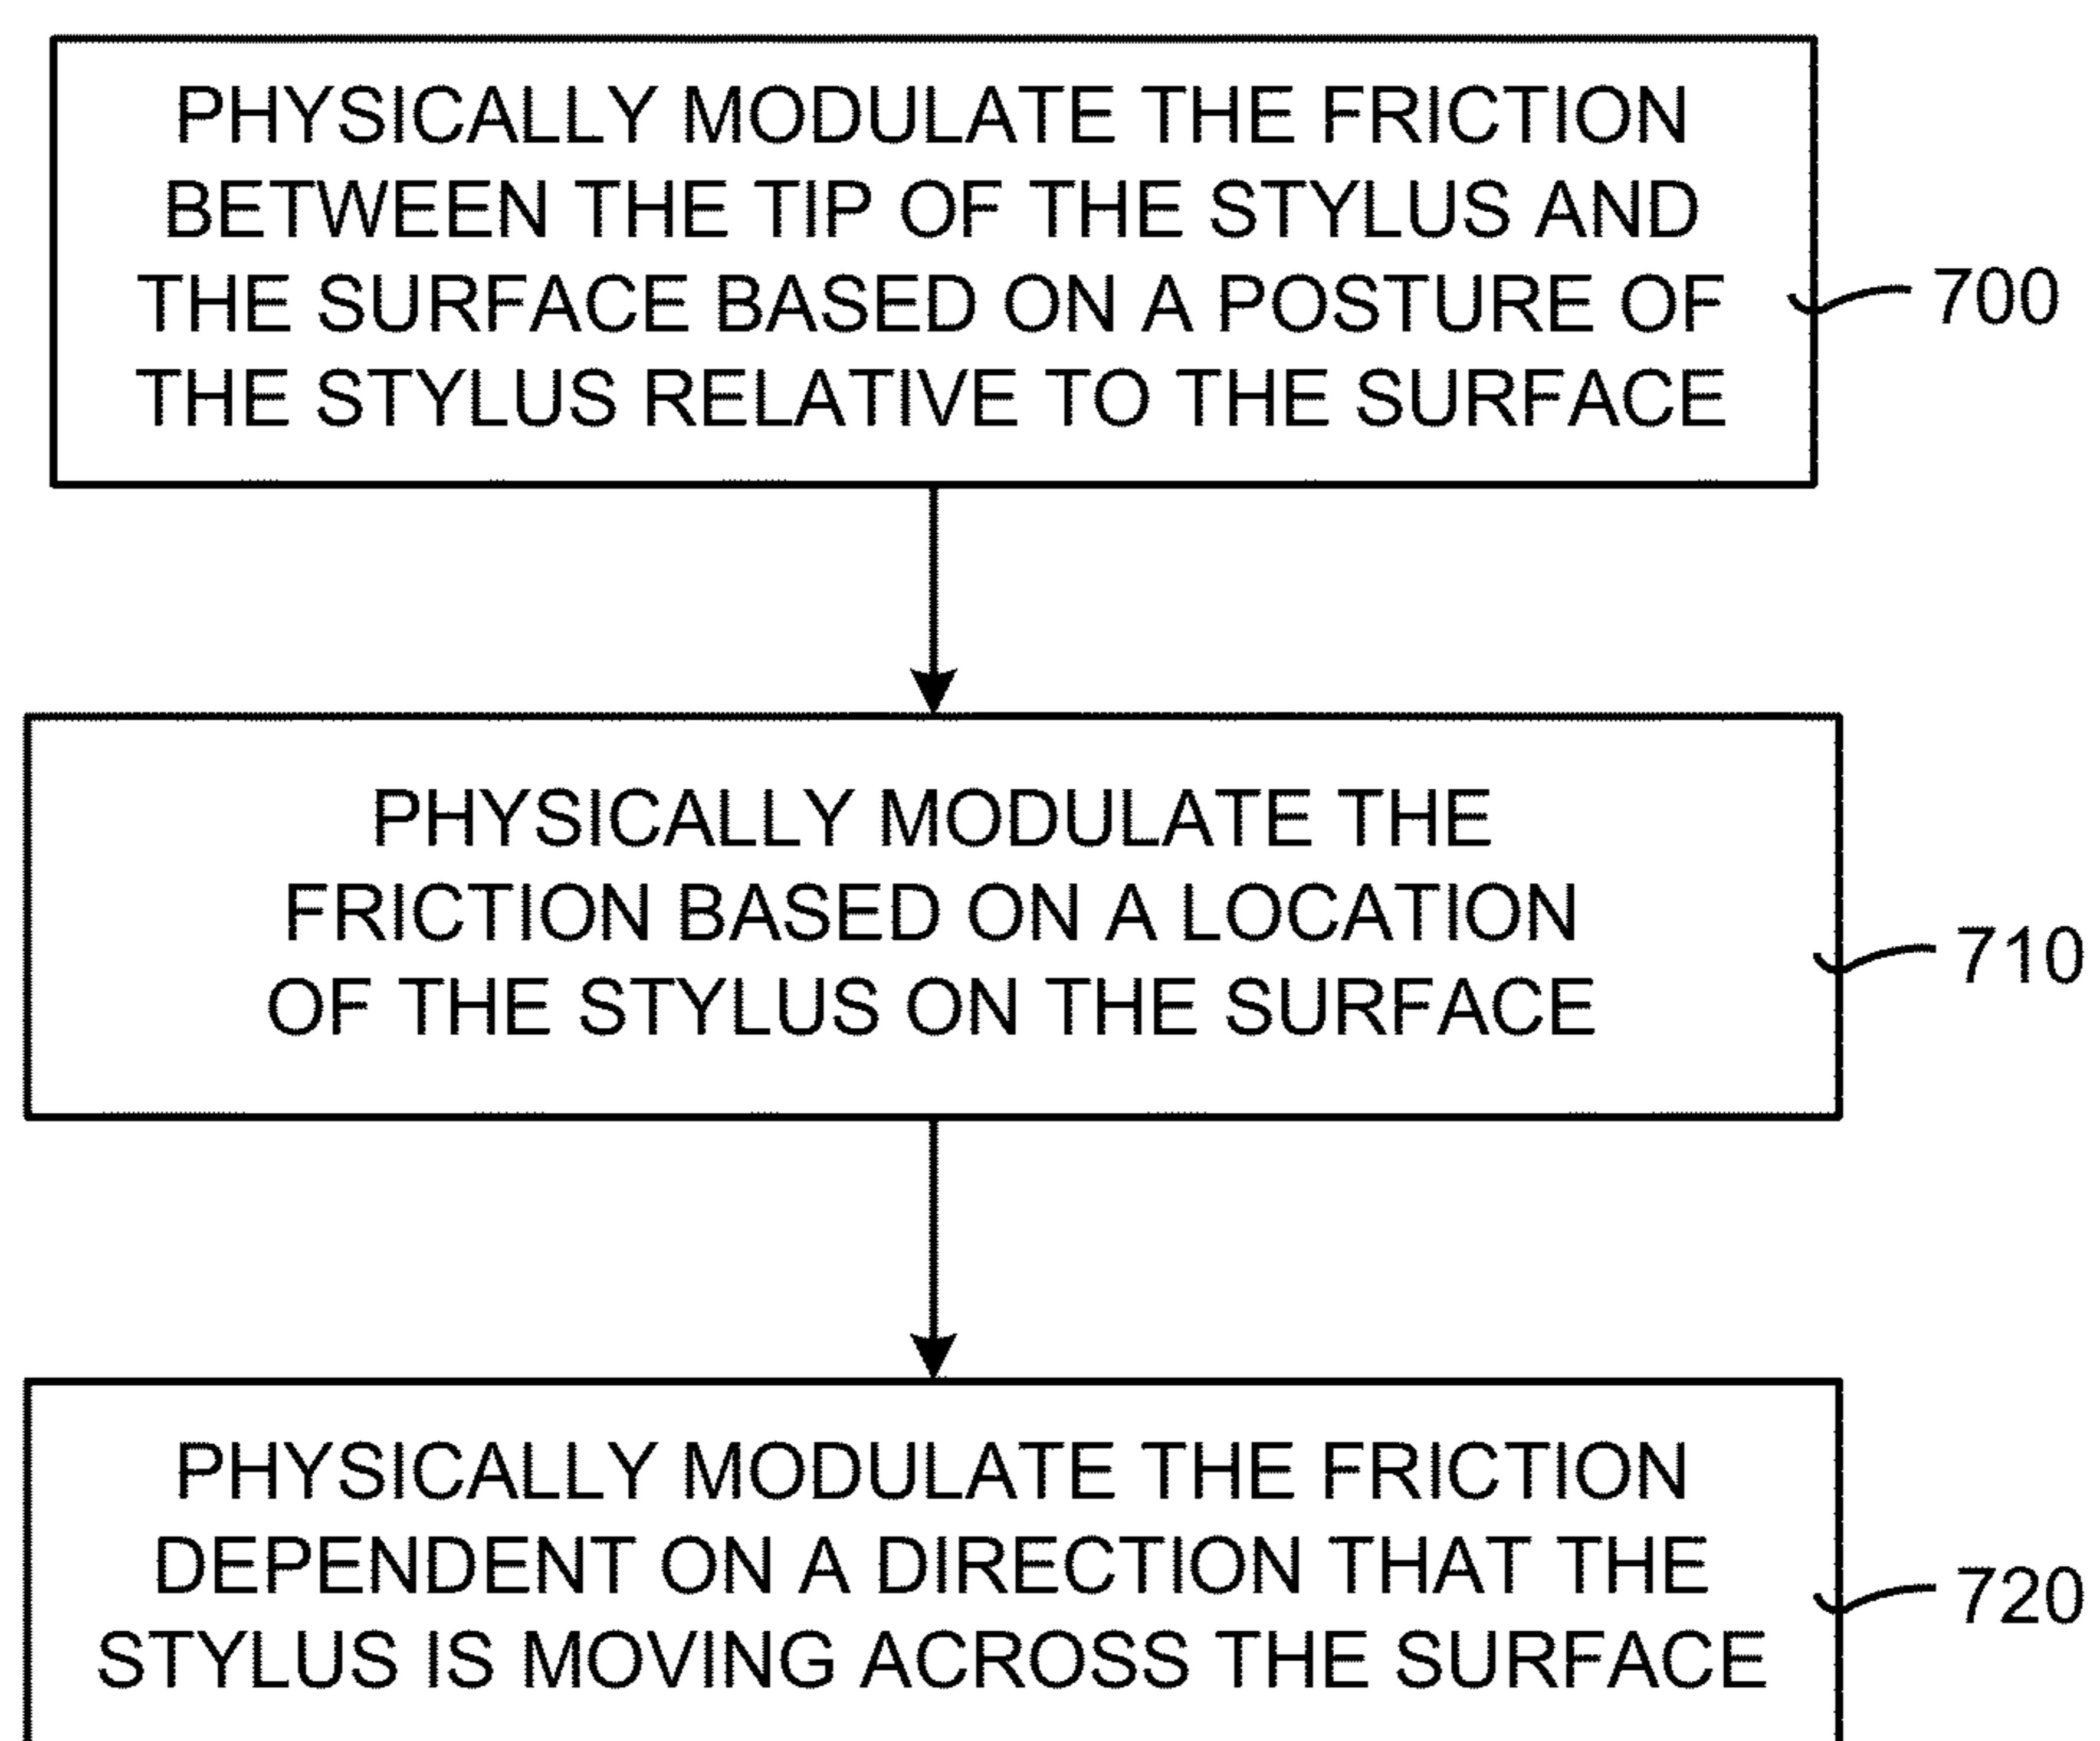 PHYSICALLY MODULATE THE FRICTION
BETWEEN THE TIP OF THE STYLUS AND
THE SURFACE BASED ON A POSTURE OF
THE STYLUS RELATIVE TO THE SURFACE
700
PHYSICALLY MODULATE THE
FRICTION BASED ON A LOCATION
OF THE STYLUS ON THE SURFACE
710
PHYSICALLY MODULATE THE FRICTION
DEPENDENT ON A DIRECTION THAT THE
STYLUS IS MOVING ACROSS THE SURFACE
720